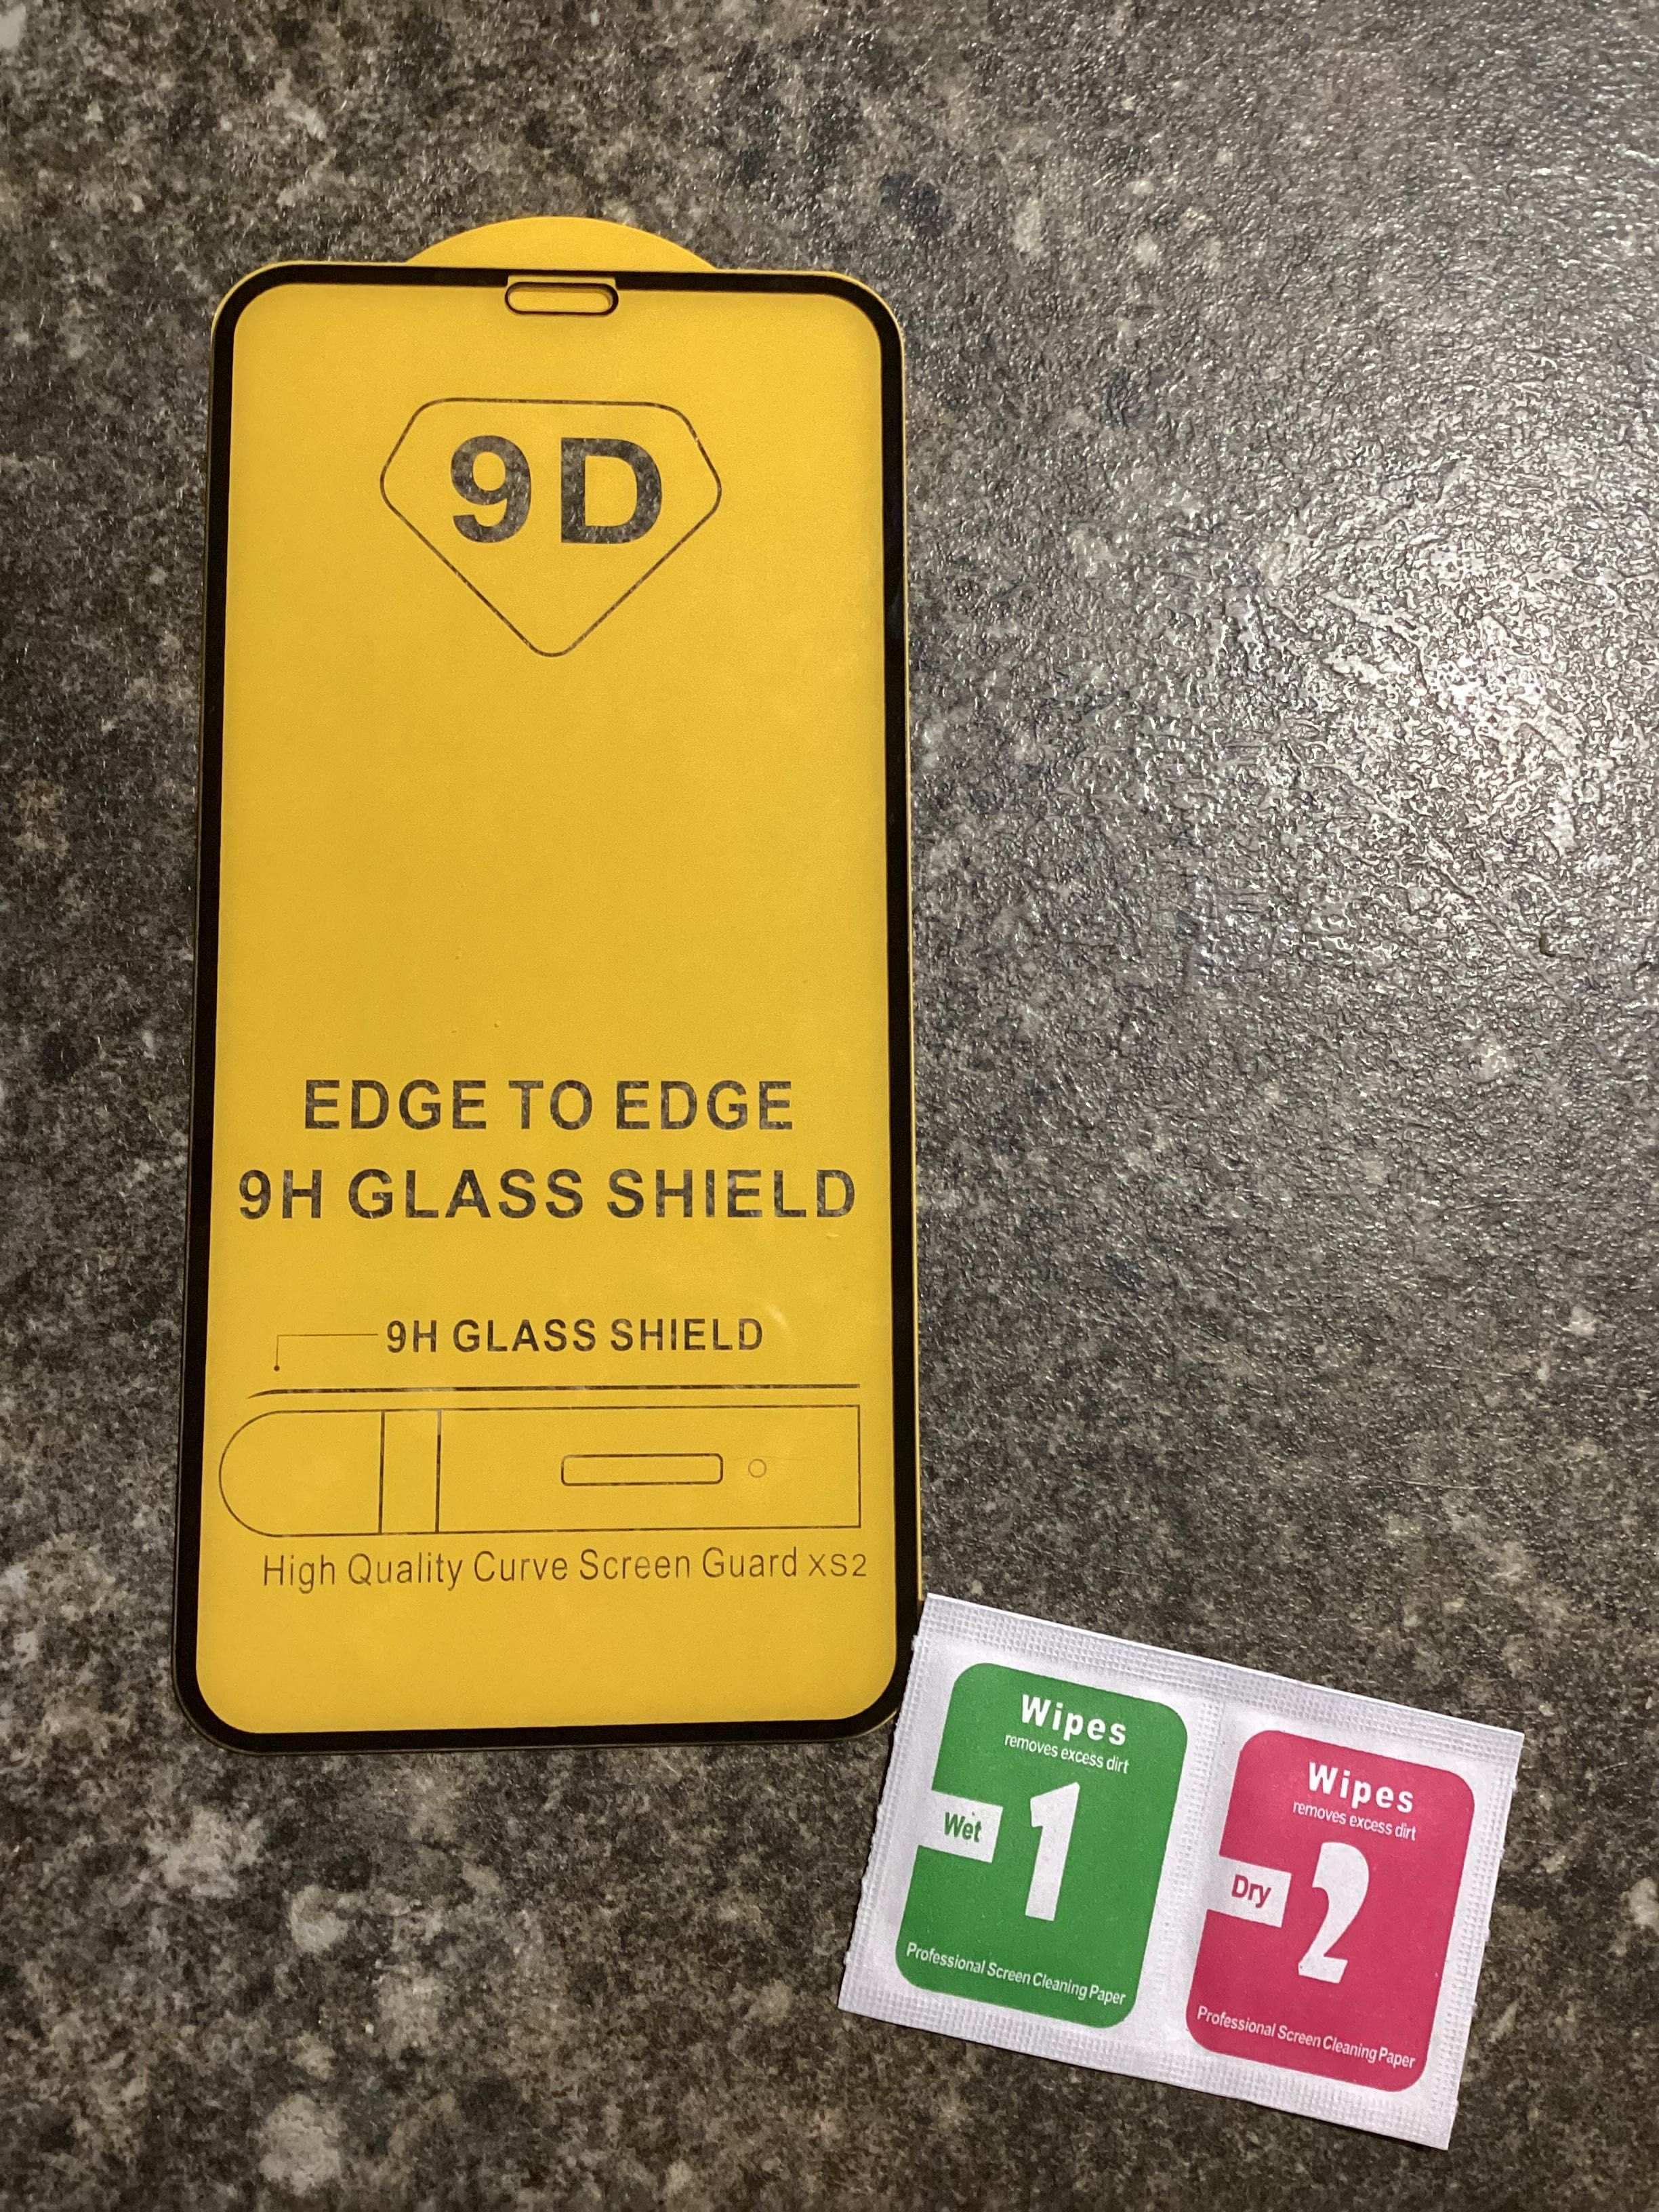 9D
EDGE TO EDGE
9H GLASS SHIELD
9H GLASS SHIELD
High Quality Curve Screen Guard XS2
Wipes
removes excess dirt
Wet
1
Professional Screen Cleaning Paper
Wipes
removes excess dirt
Dry
2
Professional Screen Cleaning Paper